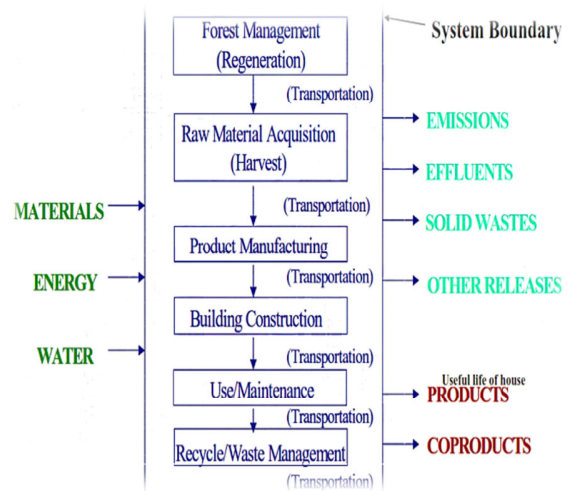 Forest Management
(Regeneration)
System Boundary
(Transportation)
Raw Material Acquisition
(Harvest)
EMISSIONS
EFFLUENTS
MATERIALS
(Transportation)
SOLID WASTES
Product Manufacturing
ENERGY
(Transportation)
OTHER RELEASES
Building Construction
WATER
(Transportation)
Useful life of house
Use/Maintenance
PRODUCTS
(Transportation)
Recycle/Waste Management
COPRODUCTS
(Transportation)